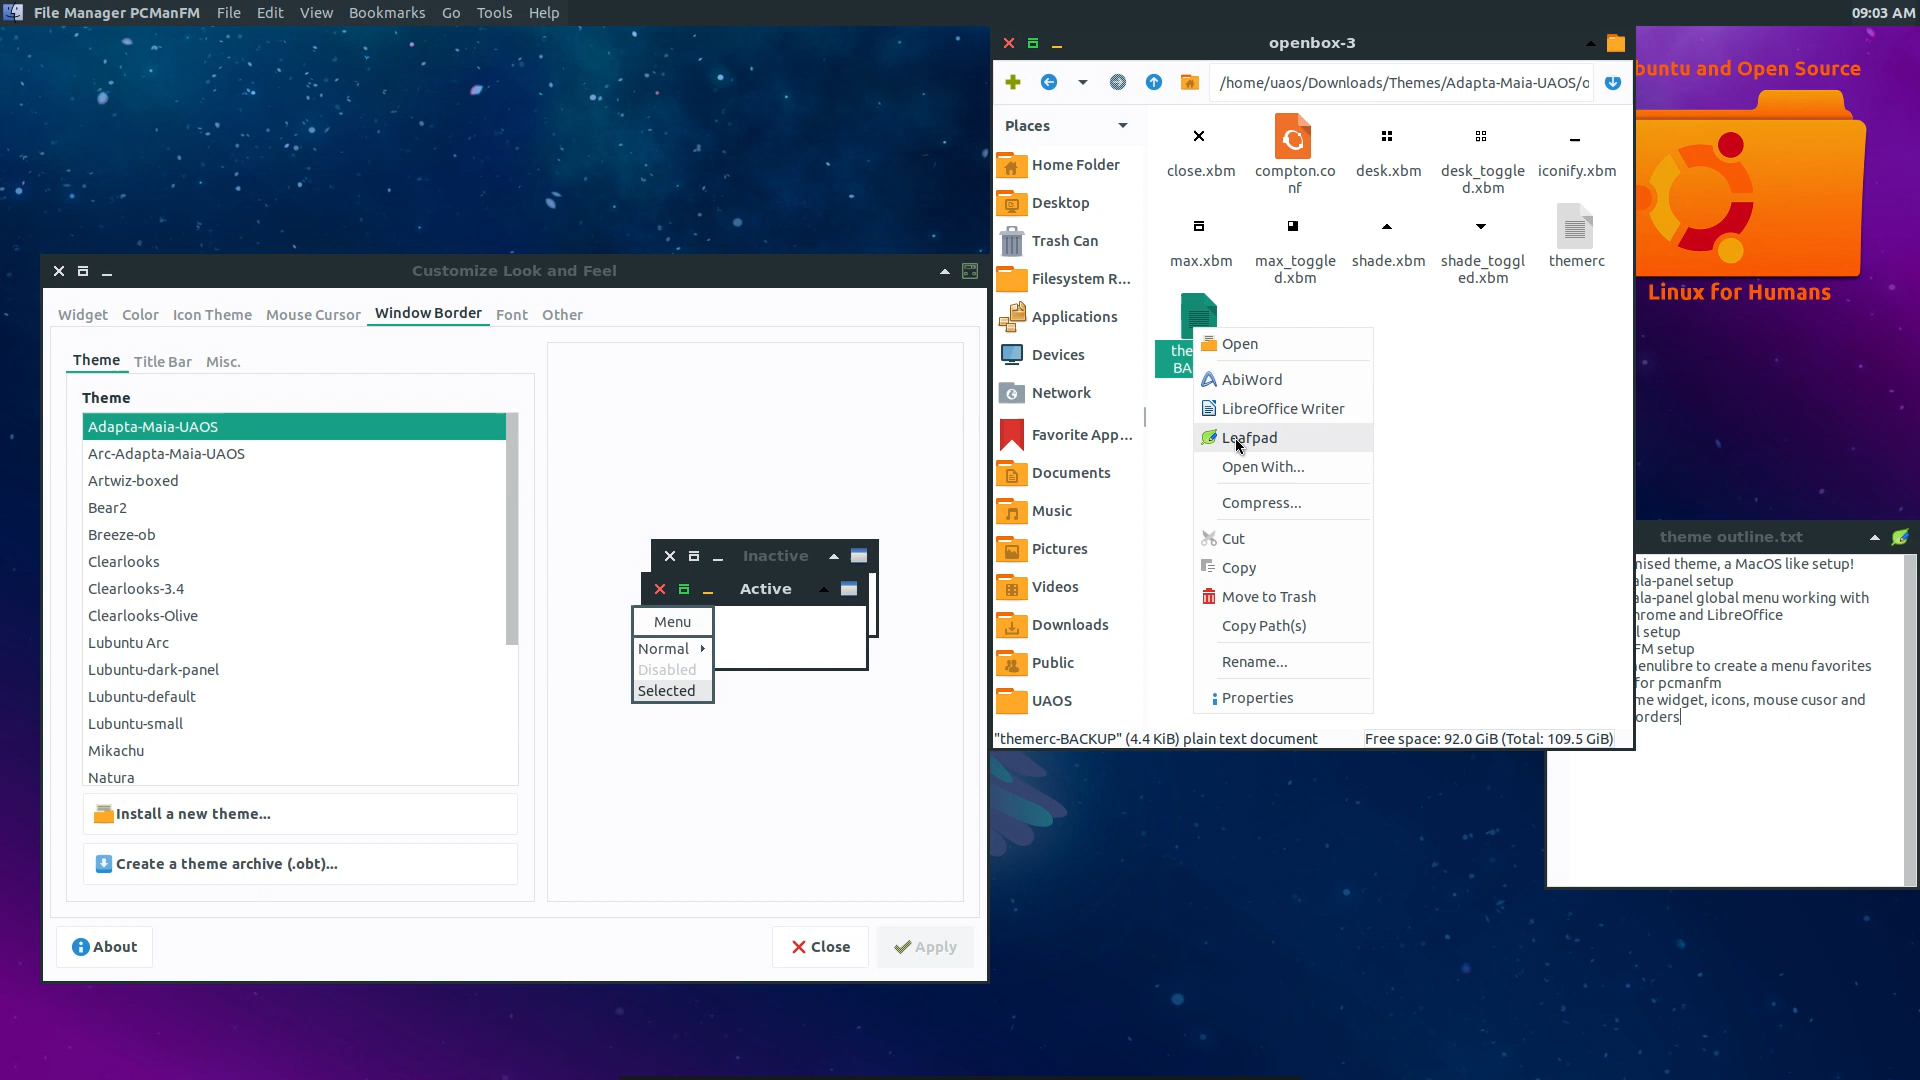 File Manager PCManFM File Edit View Bookmarks Go Tools Help 09:03 AM
openbox-3
/home/uaos/Downloads/Themes/Adapta-Maia-UAOS/o
Places
Home Folder
Desktop
Trash Can
Filesystem R...
Applications
Devices
Network
Favorite App...
Documents
Music
Pictures
Videos
Downloads
Public
UAOS
close.xbm
compton.co
nf
desk.xbm
desk_toggle
d.xbm
iconify.xbm
max.xbm
max_toggle
d.xbm
shade.xbm
shade_toggl
ed.xbm
themerc
the
BA
Open
AbiWord
LibreOffice Writer
Leafpad
Open With...
Compress...
Cut
Copy
Move to Trash
Copy Path(s)
Rename...
Properties
"themerc-BACKUP" (4.4 KiB) plain text document Free space: 92.0 GiB (Total: 109.5 GiB)
buntu and Open Source
Linux for Humans
theme outline.txt
nised theme, a MacOS like setup!
ala-panel setup
ala-panel global menu working with
hrome and LibreOffice
l setup
FM setup
enulibre to create a menu favorites
for pcmanfm
me widget, icons, mouse cusor and
orders
Customize Look and Feel
Widget Color Icon Theme Mouse Cursor Window Border Font Other
Theme Title Bar Misc.
Theme
Adapta-Maia-UAOS
Arc-Adapta-Maia-UAOS
Artwiz-boxed
Bear2
Breeze-ob
Clearlooks
Clearlooks-3.4
Clearlooks-Olive
Lubuntu Arc
Lubuntu-dark-panel
Lubuntu-default
Lubuntu-small
Mikachu
Natura
Install a new theme...
Create a theme archive (.obt)...
Inactive
Active
Menu
Normal
Disabled
Selected
About
Close
Apply